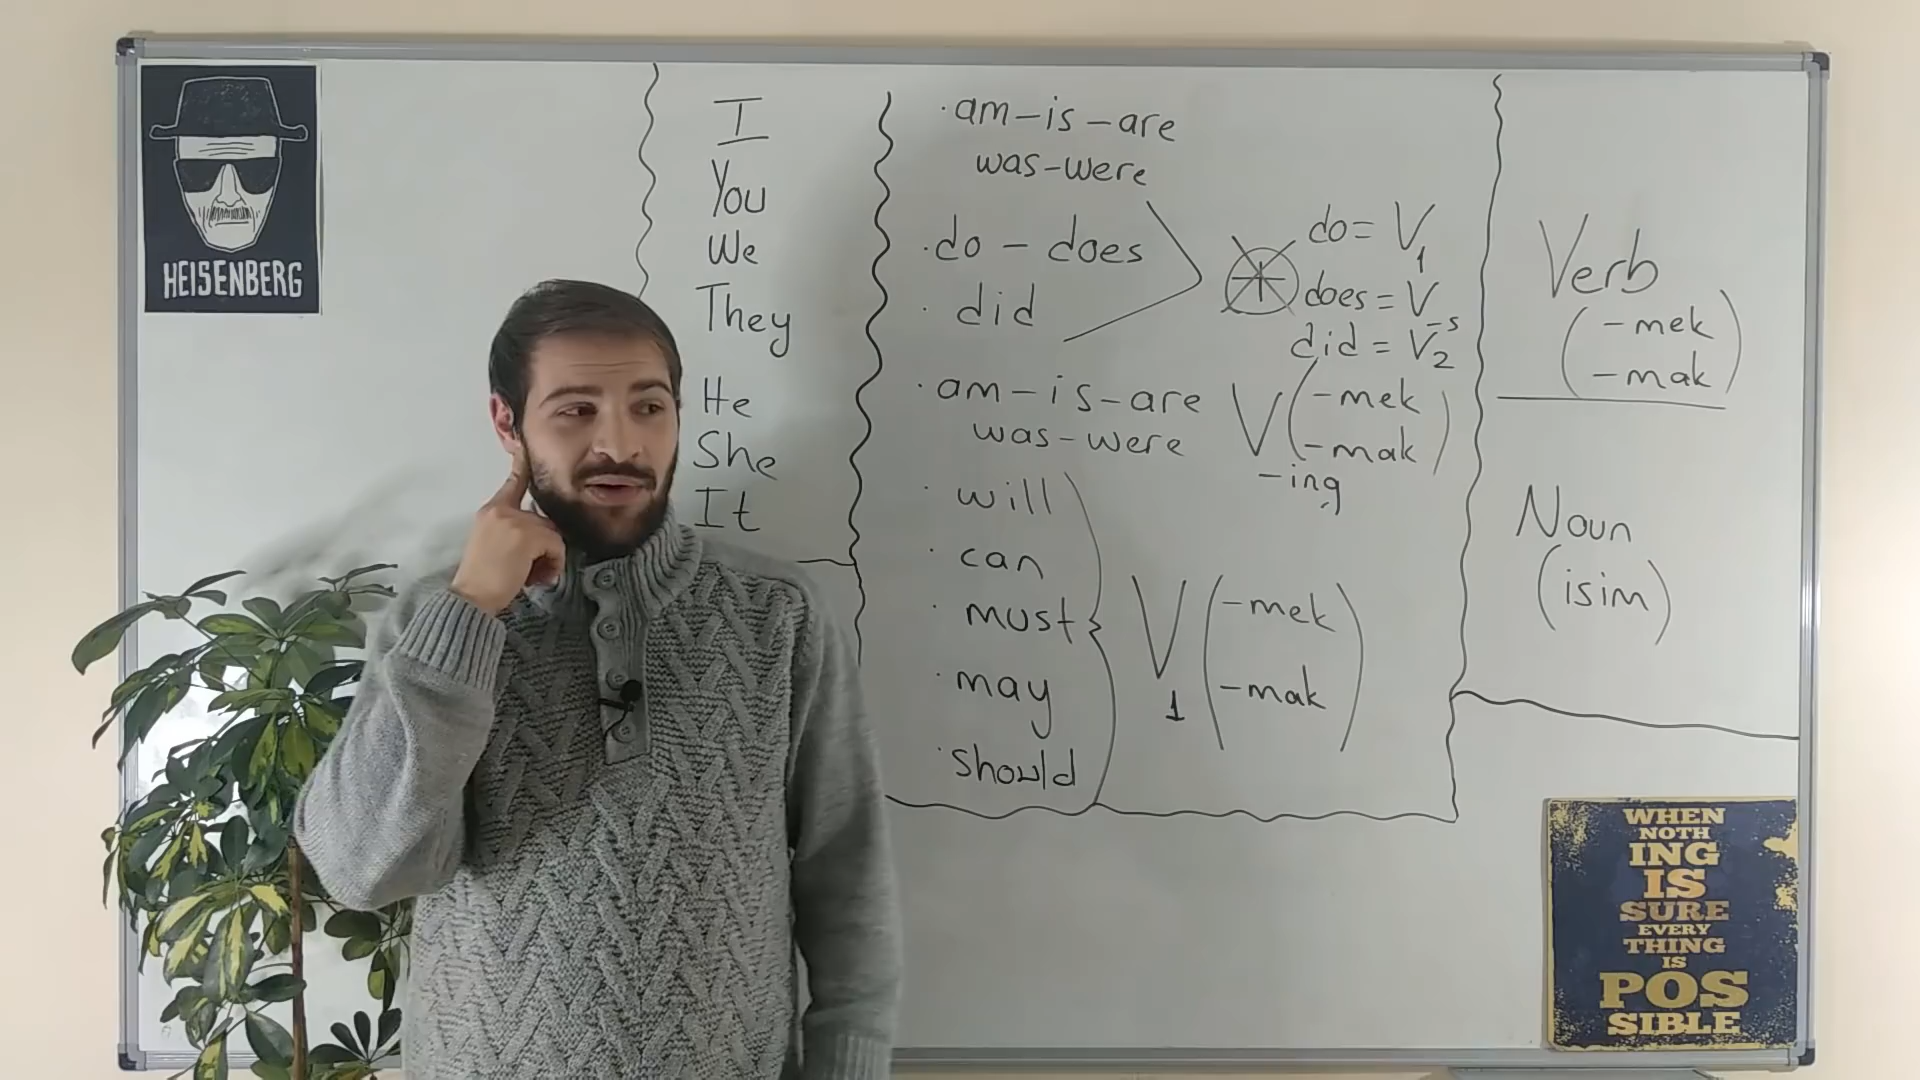 HEISENBERG
I
You
We
They
He
She
It
·am-is-are
was-were
·do - does
· did
·am-is-are
was-were
· will
· can
· must
· may
· should
+
do = V1
does = V-s
did = V2
V (-mek
-mak)
-ing
V1 (-mek
-mak)
Verb
(-mek
-mak)
Noun
(isim)
WHEN
NOTH
ING
IS
SURE
EVERY
THING
IS
POS
SIBLE